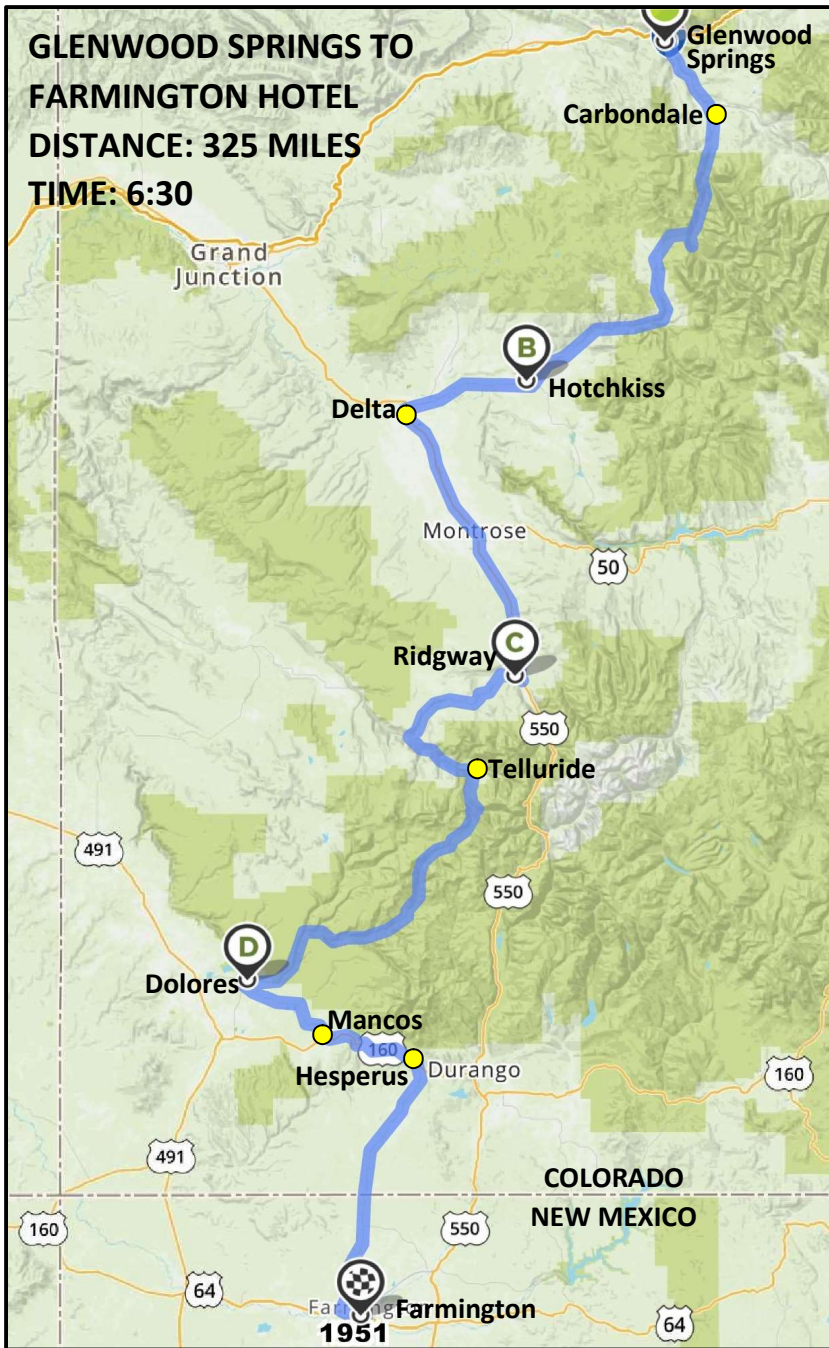 GLENWOOD SPRINGS TO
FARMINGTON HOTEL
DISTANCE: 325 MILES
TIME: 6:30
Glenwood
Springs
Carbondale
Grand
Junction
B
Hotchkiss
Delta
Montrose
50
Ridgway
C
550
Telluride
491
550
D
Dolores
Mancos
160
Hesperus
Durango
160
491
COLORADO
NEW MEXICO
160
550
64
Farmington
Farmington
1951
64